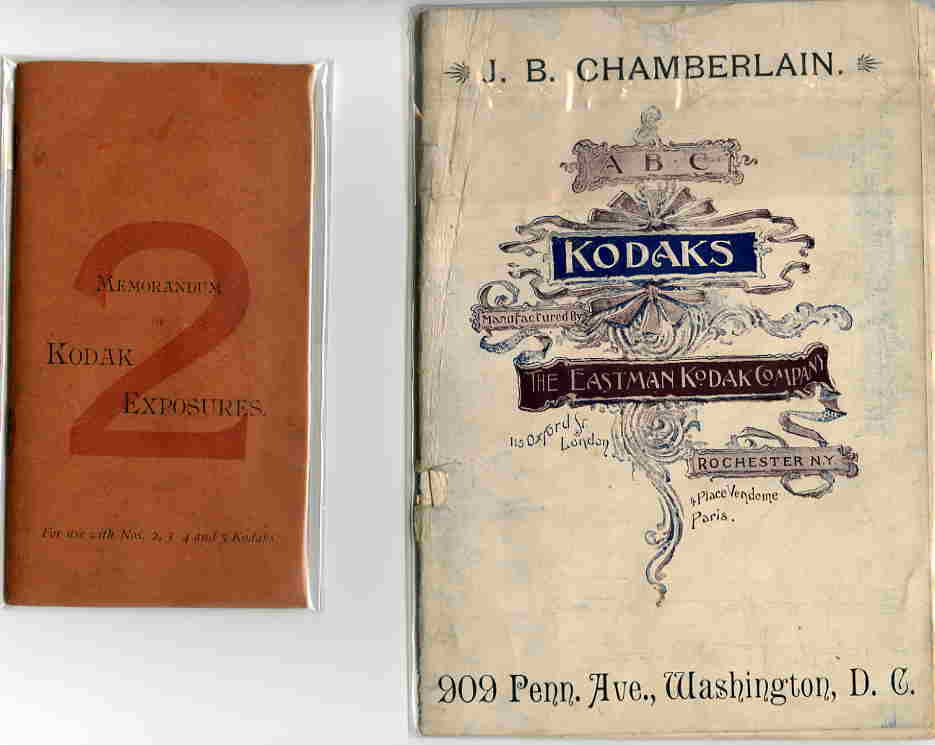 2
MEMORANDUM
OF
KODAK
EXPOSURES.
For use with Nos. 2, 3, 4 and 5 Kodaks.
J. B. CHAMBERLAIN.
A B C
KODAKS
Manufactured By
THE EASTMAN KODAK COMPANY
115 Oxford St
London
ROCHESTER N.Y.
4 Place Vendome
Paris.
909 Penn. Ave., Washington, D. C.